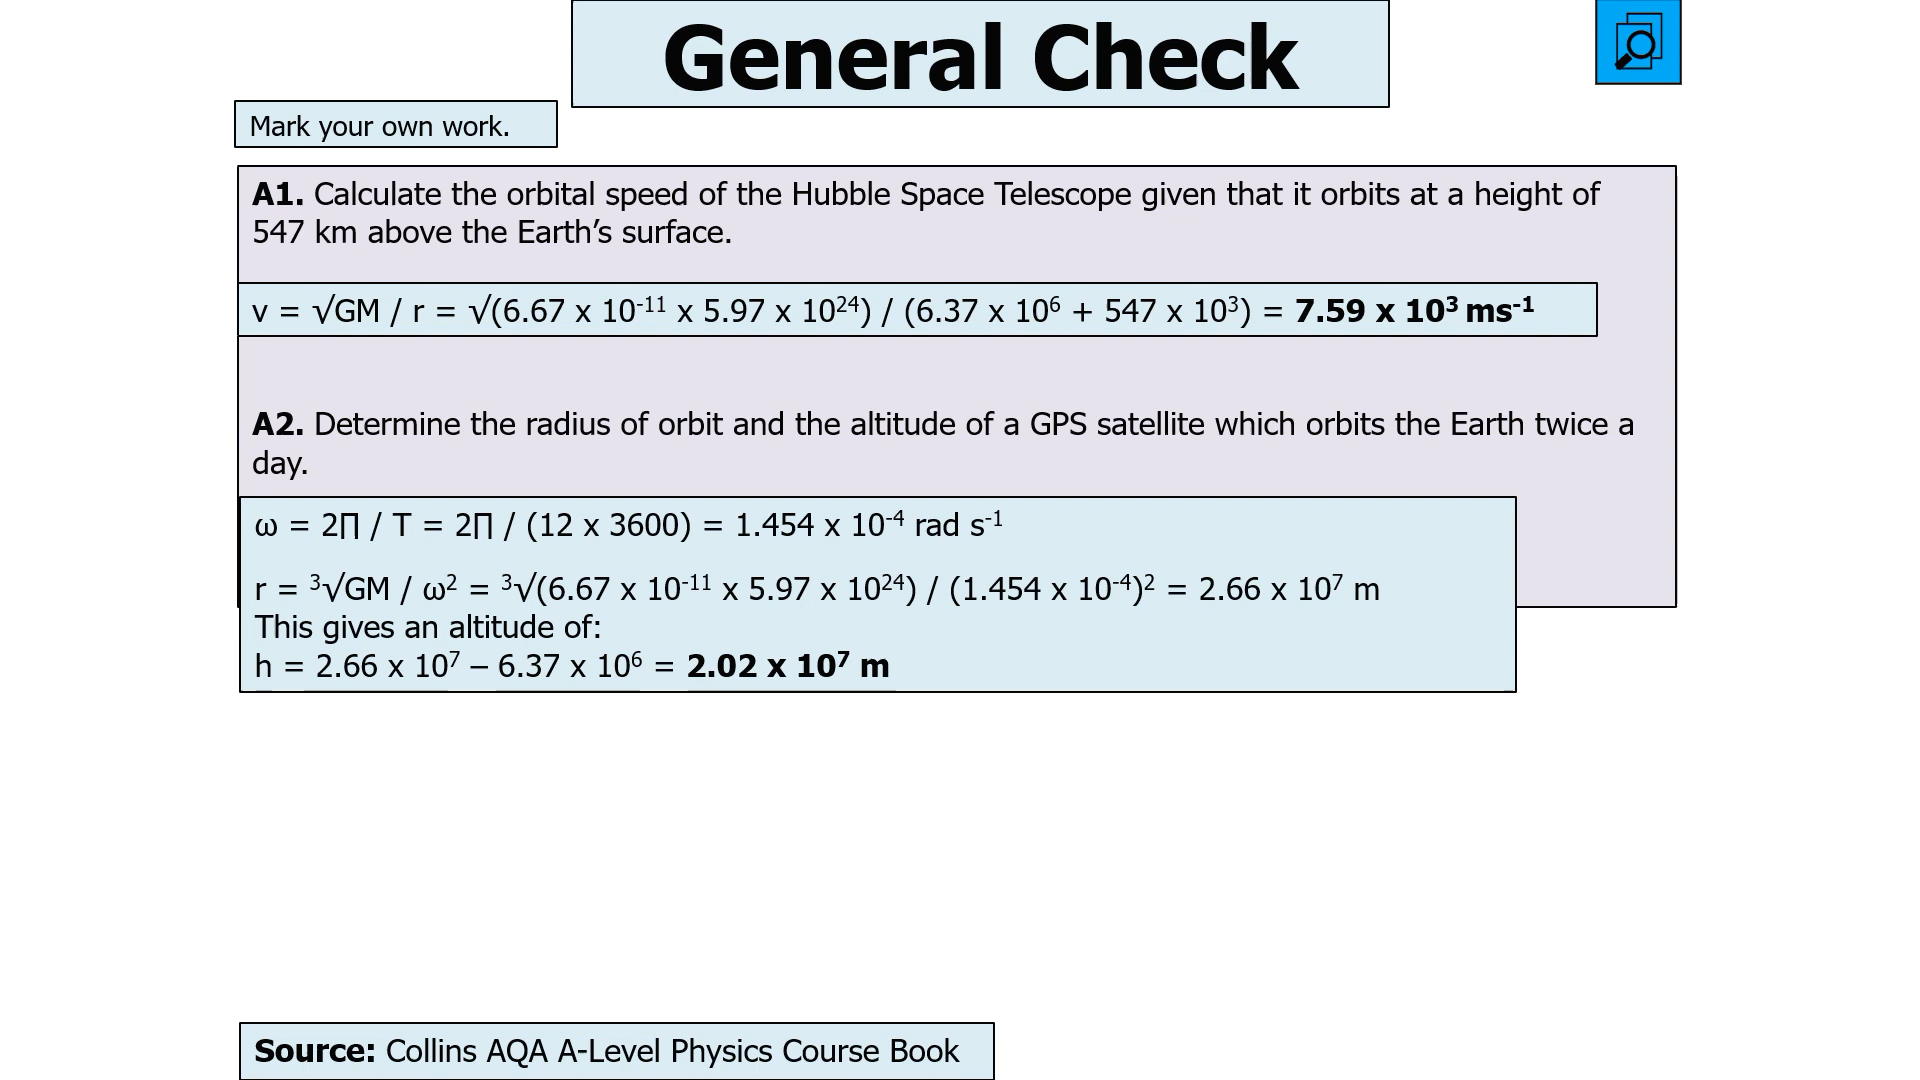 General Check
Mark your own work.
A1. Calculate the orbital speed of the Hubble Space Telescope given that it orbits at a height of
547 km above the Earth’s surface.
v = √GM / r = √(6.67 x 10⁻¹¹ x 5.97 x 10²⁴) / (6.37 x 10⁶ + 547 x 10³) = 7.59 x 10³ ms⁻¹
A2. Determine the radius of orbit and the altitude of a GPS satellite which orbits the Earth twice a
day.
ω = 2Π / T = 2Π / (12 x 3600) = 1.454 x 10⁻⁴ rad s⁻¹
r = ³√GM / ω² = ³√(6.67 x 10⁻¹¹ x 5.97 x 10²⁴) / (1.454 x 10⁻⁴)² = 2.66 x 10⁷ m
This gives an altitude of:
h = 2.66 x 10⁷ – 6.37 x 10⁶ = 2.02 x 10⁷ m
Source: Collins AQA A-Level Physics Course Book